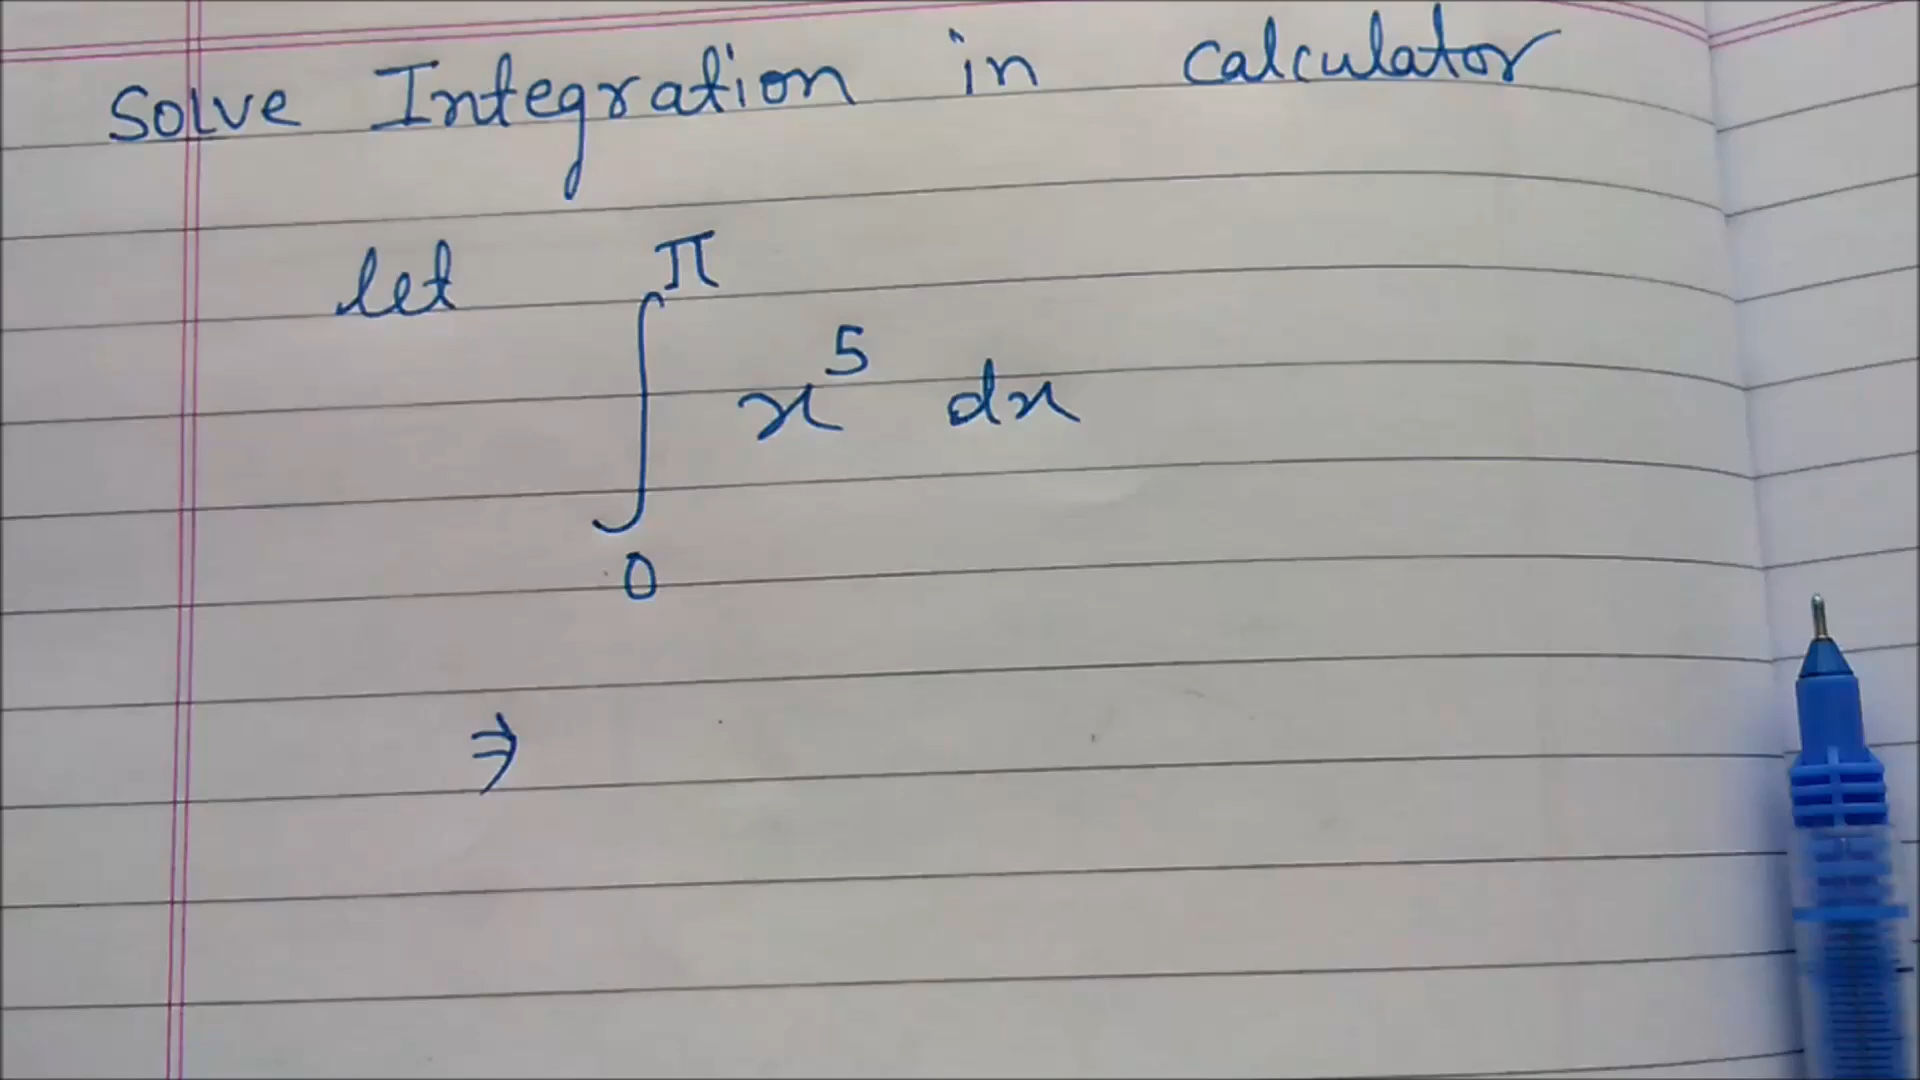 Solve Integration in calculator
let ∫₀^π x⁵ dx
⇒